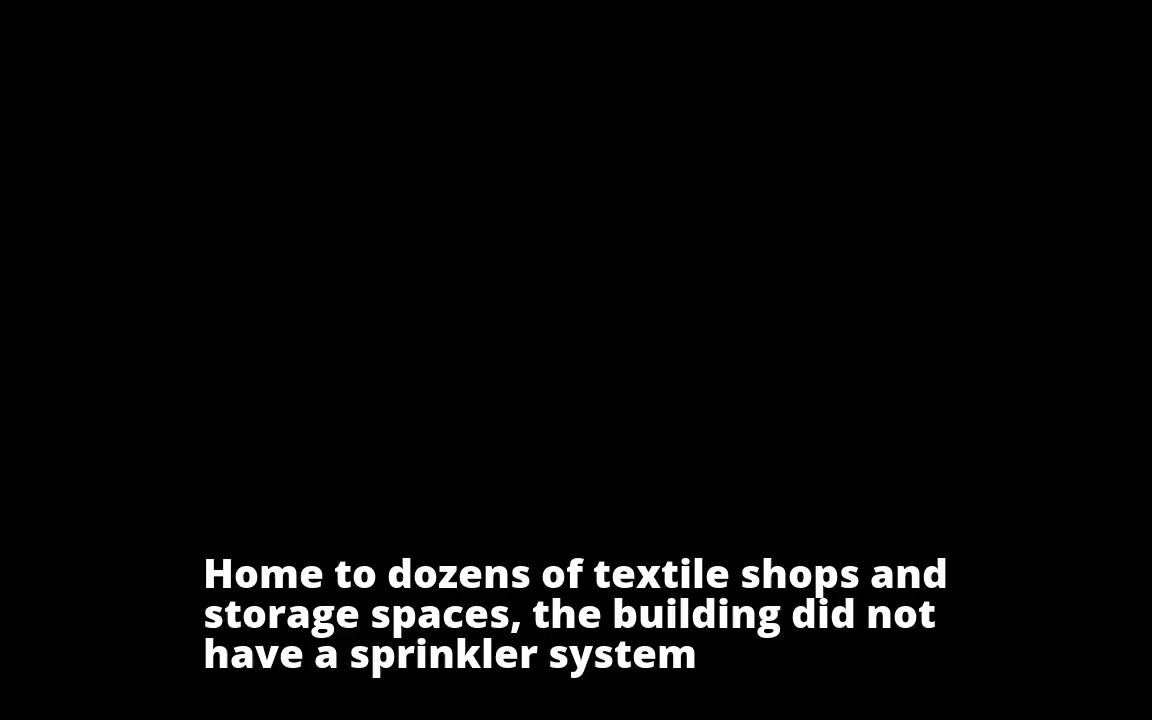 Home to dozens of textile shops and
storage spaces, the building did not
have a sprinkler system